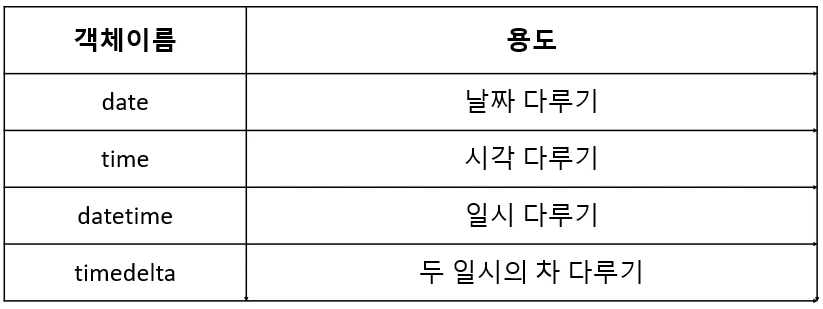 객체이름 용도
date 날짜 다루기
time 시각 다루기
datetime 일시 다루기
timedelta 두 일시의 차 다루기